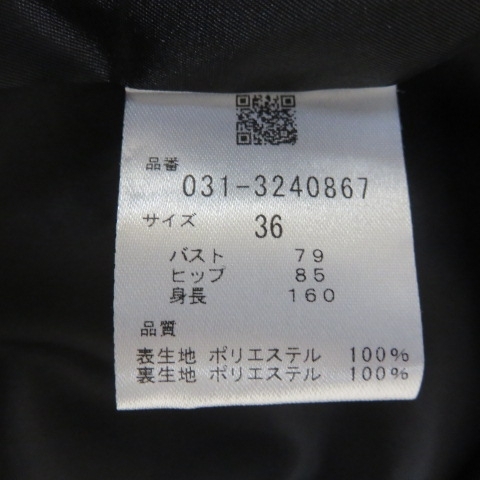 品番
031-3240867
サイズ 36
バスト 79
ヒップ 85
身長 160
品質
表生地 ポリエステル 100%
裏生地 ポリエステル 100%